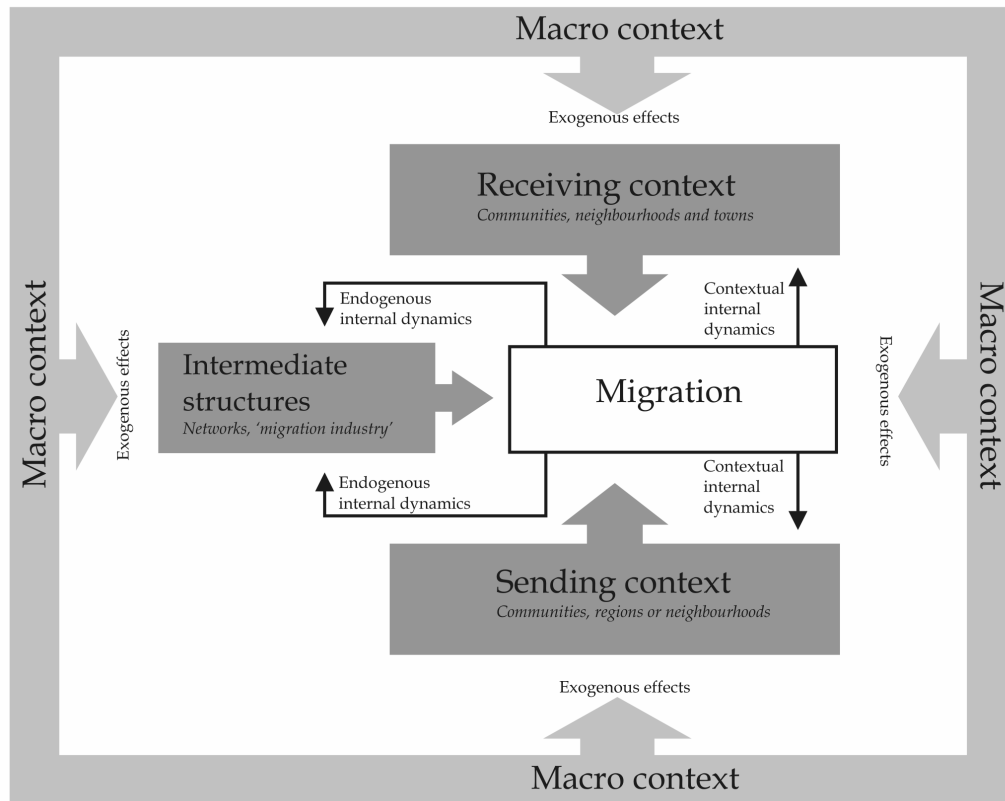 Macro context
Exogenous effects
Receiving context
Communities, neighbourhoods and towns
Macro context
Exogenous effects
Endogenous
internal dynamics
Contextual
internal
dynamics
Intermediate
structures
Networks, ‘migration industry’
Migration
Exogenous effects
Macro context
Endogenous
internal dynamics
Contextual
internal
dynamics
Sending context
Communities, regions or neighbourhoods
Exogenous effects
Macro context